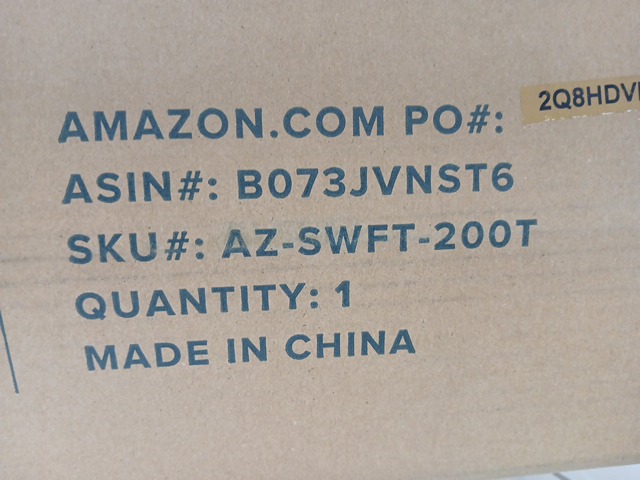 AMAZON.COM PO#: 2Q8HDV
ASIN#: B073JVNST6
SKU#: AZ-SWFT-200T
QUANTITY: 1
MADE IN CHINA